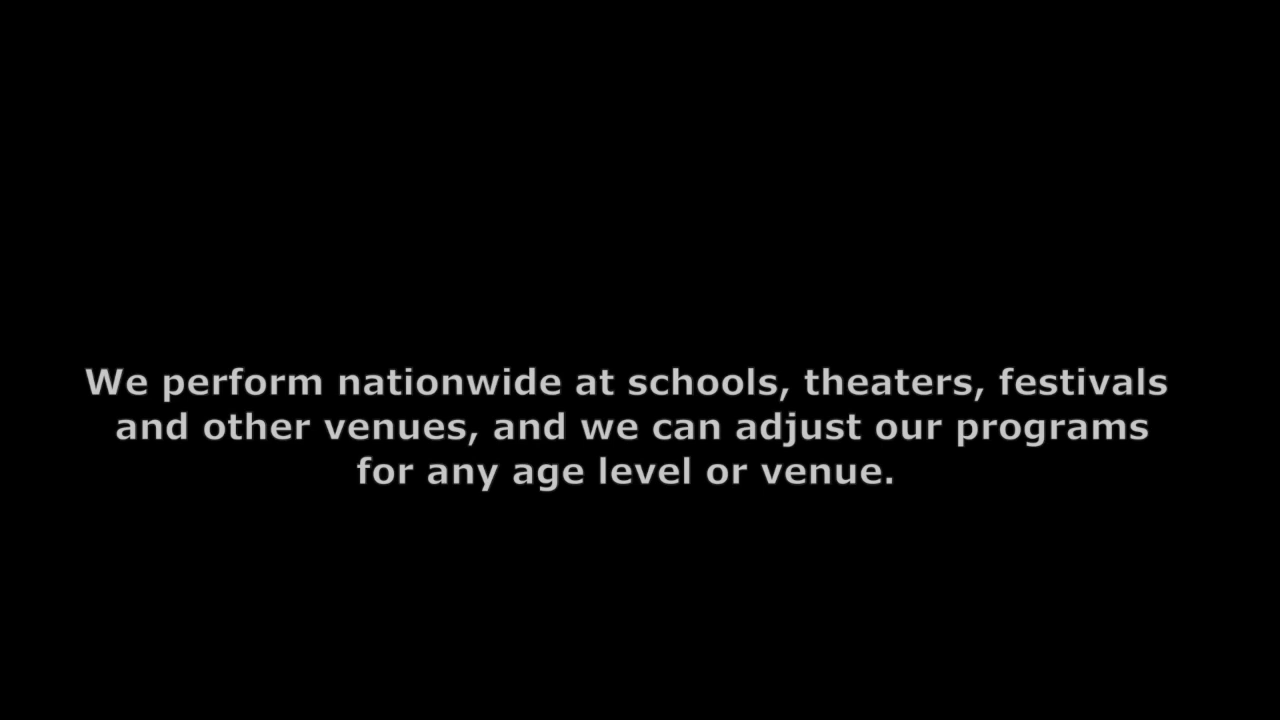 We perform nationwide at schools, theaters, festivals
and other venues, and we can adjust our programs
for any age level or venue.